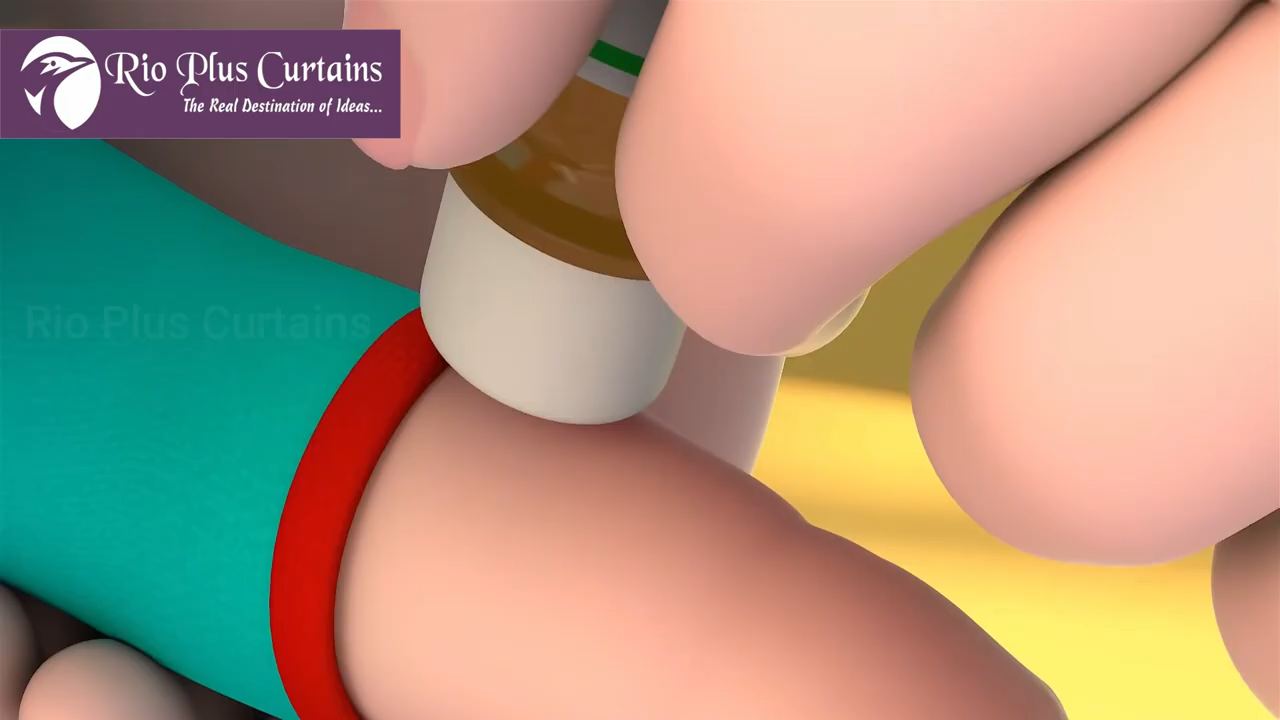 Rio Plus Curtains
The Real Destination of Ideas...
Rio Plus Curtains